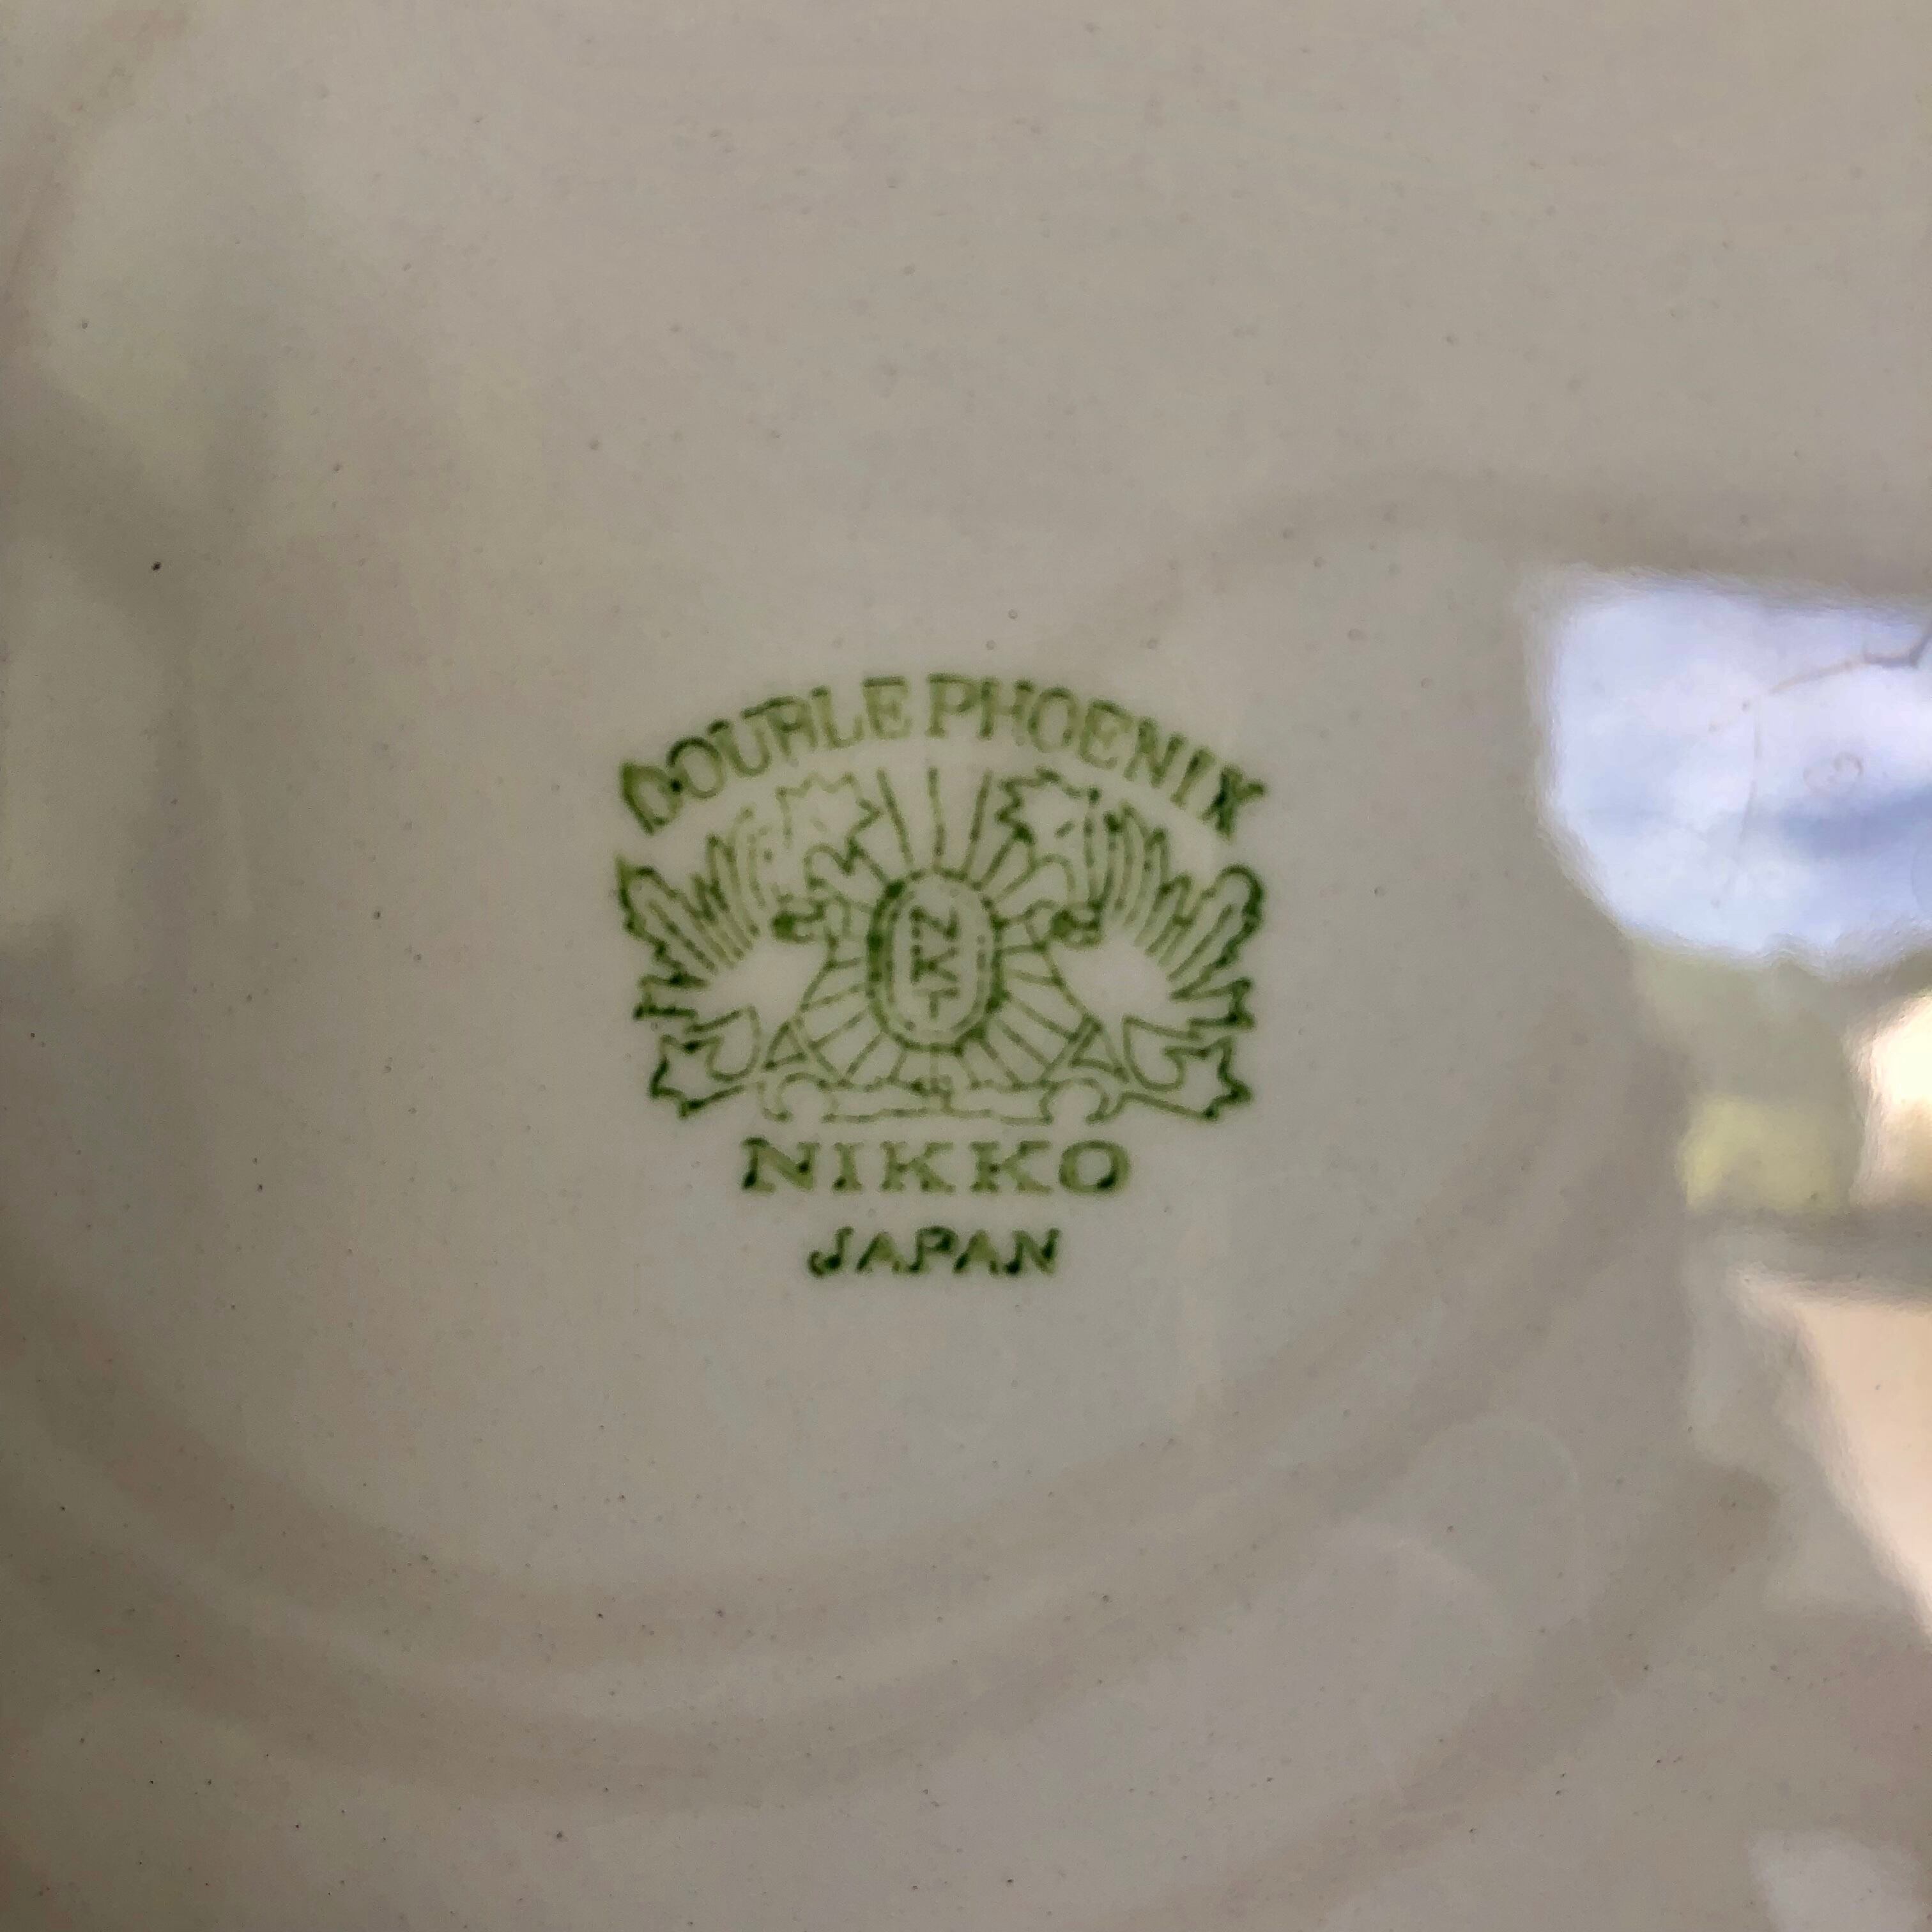 DOUBLE PHOENIX
NKT
NIKKO
JAPAN